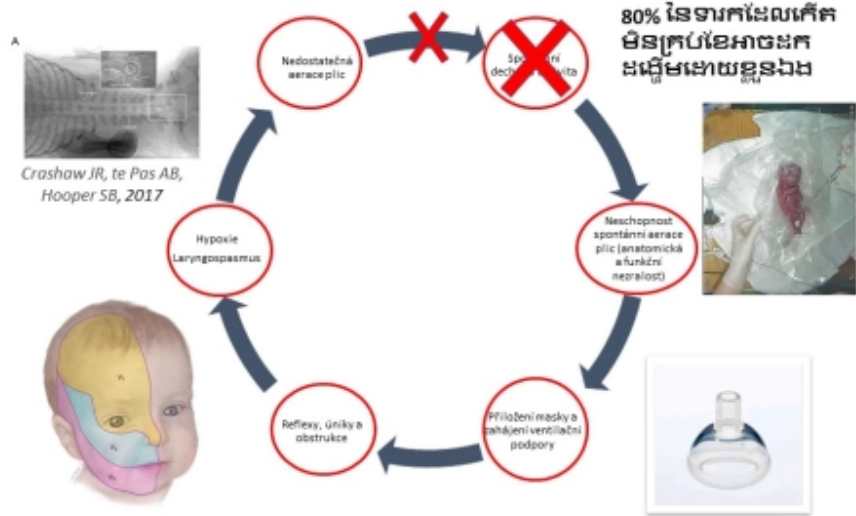 80% នៃទារកដែលកើត
មិនគ្រប់ខែអាចដក
ដង្ហើមដោយខ្លួនឯង
A
Nedostatečná
aerace plic
Crashaw JR, te Pas AB,
Hooper SB, 2017
Neschopnost
spontánní aerace
plic (anatomická
a funkční
nezralost)
Hypoxie
Laryngospasmus
Přiložení masky a
zahájení ventilační
podpory
Reflexy, úniky a
obstrukce